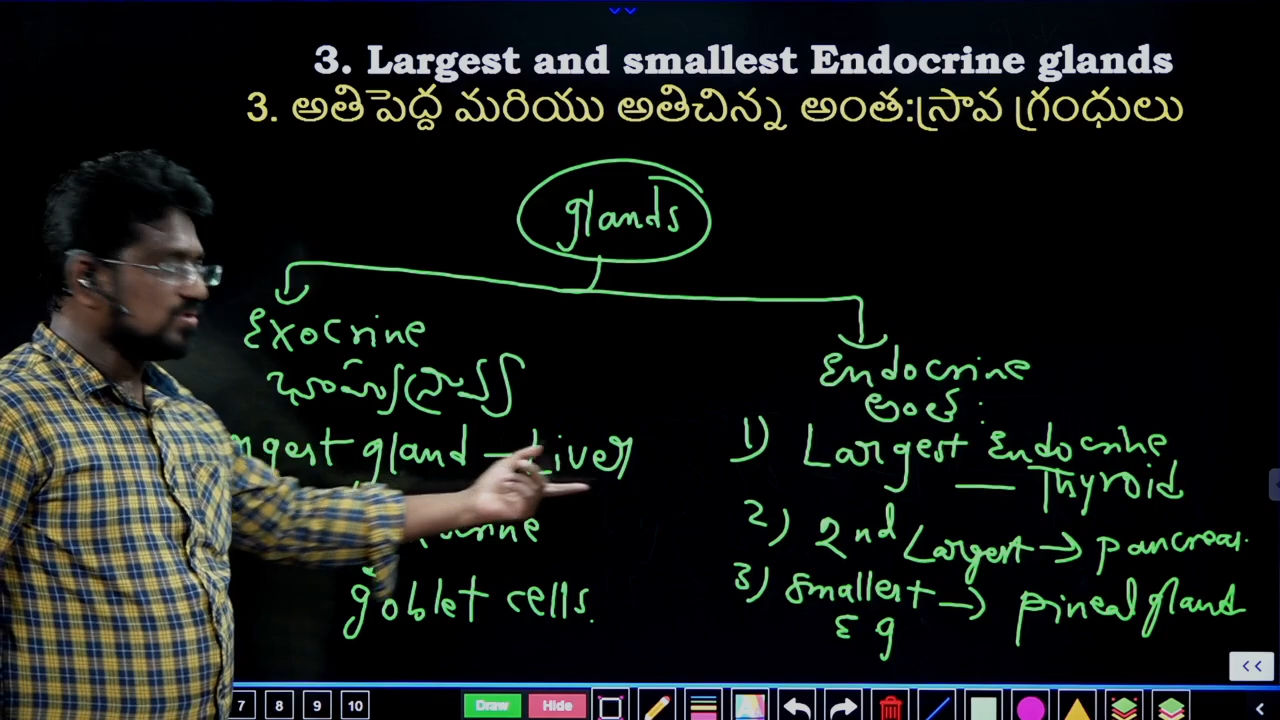 3. Largest and smallest Endocrine glands
3. అతిపెద్ద మరియు అతిచిన్న అంత:స్రావ గ్రంధులు
glands
Exocrine
Endocrine
అంత:
ngest gland — Liver
1) Largest Endocrine
— Thyroid
2) 2nd Largest → pancreas.
goblet cells.
3) Smallest → pineal gland
E g
7 8 9 10 Draw Hide